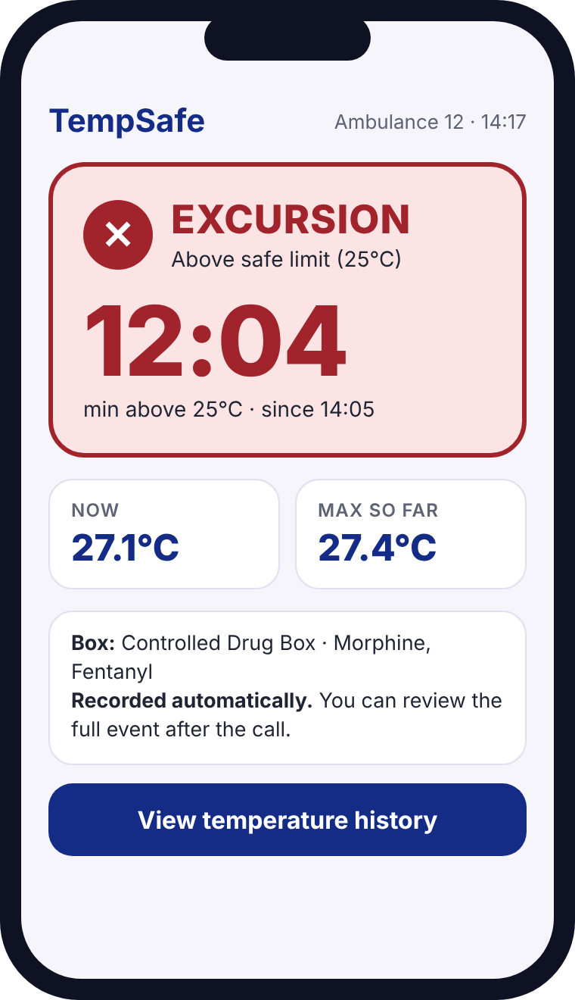 TempSafe
Ambulance 12 · 14:17
EXCURSION
Above safe limit (25°C)
12:04
min above 25°C · since 14:05
NOW
27.1°C
MAX SO FAR
27.4°C
Box: Controlled Drug Box · Morphine,
Fentanyl
Recorded automatically. You can review the
full event after the call.
View temperature history